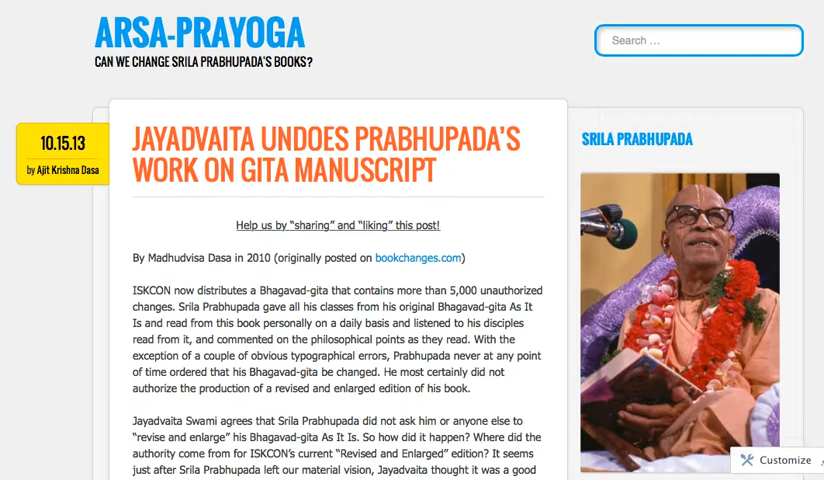 ARSA-PRAYOGA
CAN WE CHANGE SRILA PRABHUPADA'S BOOKS?
Search ...
10.15.13
by Ajit Krishna Dasa
JAYADVAITA UNDOES PRABHUPADA'S
WORK ON GITA MANUSCRIPT
Help us by “sharing” and “liking” this post!
By Madhudvisa Dasa in 2010 (originally posted on bookchanges.com)
ISKCON now distributes a Bhagavad-gita that contains more than 5,000 unauthorized
changes. Srila Prabhupada gave all his classes from his original Bhagavad-gita As It
Is and read from this book personally on a daily basis and listened to his disciples
read from it, and commented on the philosophical points as they read. With the
exception of a couple of obvious typographical errors, Prabhupada never at any point
of time ordered that his Bhagavad-gita be changed. He most certainly did not
authorize the production of a revised and enlarged edition of his book.
Jayadvaita Swami agrees that Srila Prabhupada did not ask him or anyone else to
“revise and enlarge” his Bhagavad-gita As It Is. So how did it happen? Where did the
authority come from for ISKCON's current “Revised and Enlarged” edition? It seems
just after Srila Prabhupada left our material vision, Jayadvaita thought it was a good
SRILA PRABHUPADA
Customize